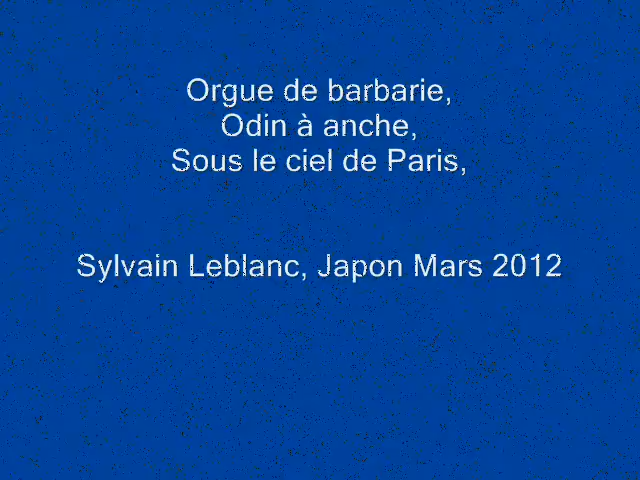 Orgue de barbarie,
Odin à anche,
Sous le ciel de Paris,
Sylvain Leblanc, Japon Mars 2012